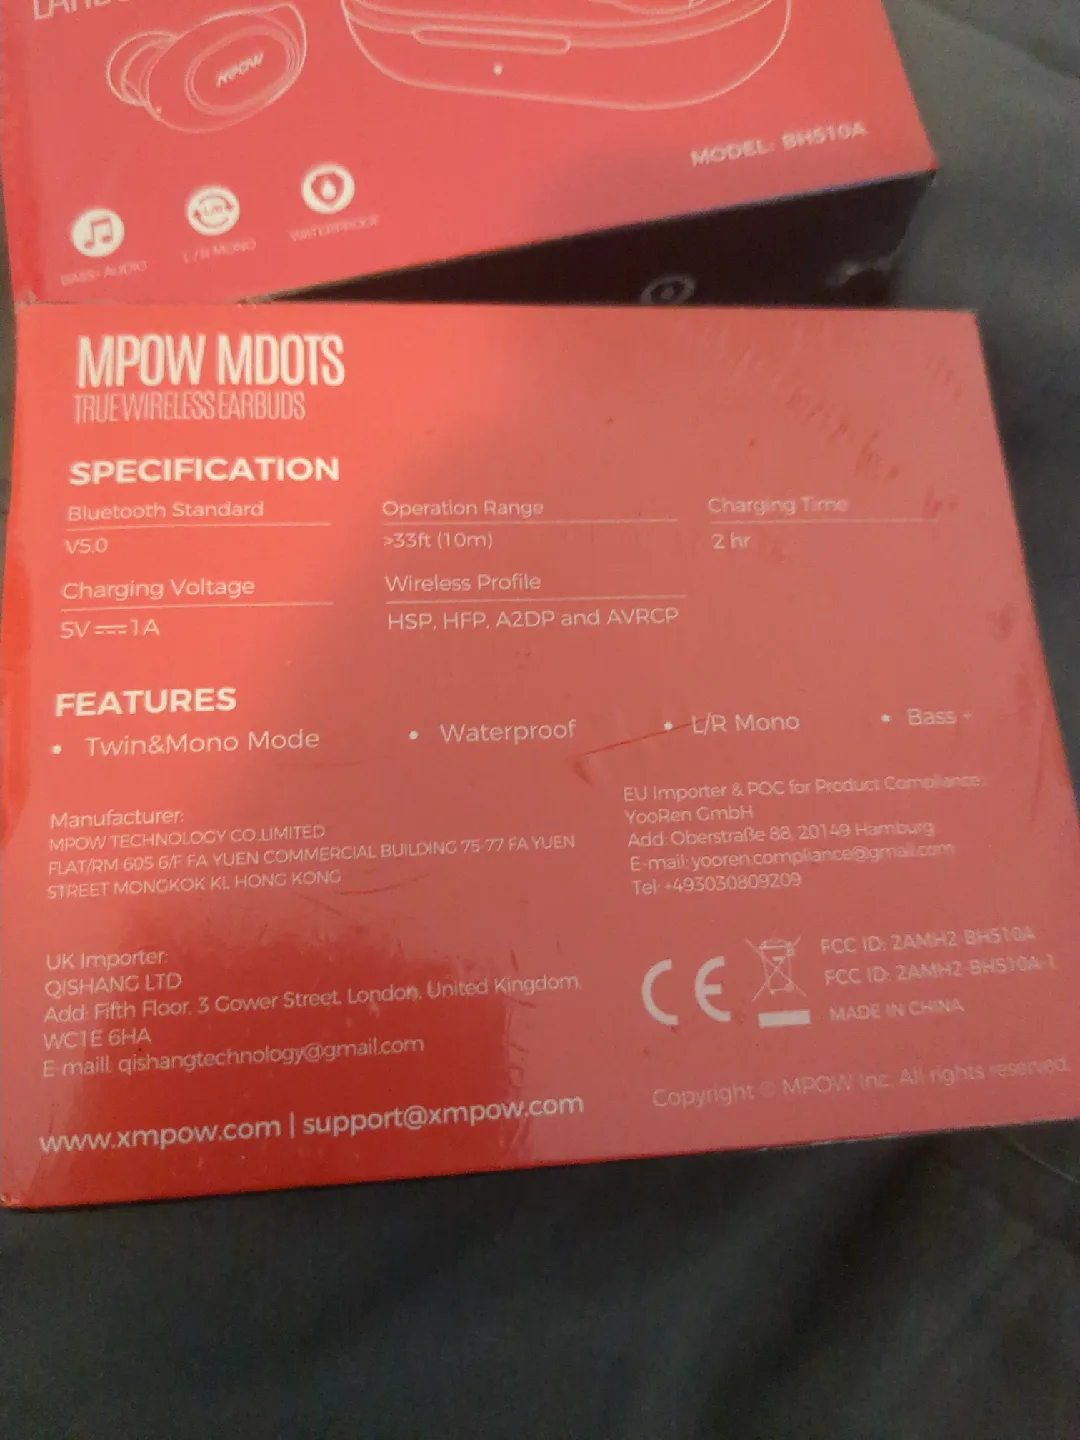 MPOW
MODEL: BH510A
BASS+ AUDIO
L/R
L/R MONO
WATERPROOF
MPOW MDOTS
TRUE WIRELESS EARBUDS
SPECIFICATION
Bluetooth Standard
V5.0
Operation Range
>33ft (10m)
Charging Time
2 hr
Charging Voltage
5V⎓1A
Wireless Profile
HSP, HFP, A2DP and AVRCP
FEATURES
• Twin&Mono Mode • Waterproof • L/R Mono • Bass +
Manufacturer:
MPOW TECHNOLOGY CO.,LIMITED
FLAT/RM 605 6/F FA YUEN COMMERCIAL BUILDING 75-77 FA YUEN
STREET MONGKOK KL HONG KONG
EU Importer & POC for Product Compliance:
YooRen GmbH
Add: Oberstraße 88, 20149 Hamburg
E-mail: yooren.compliance@gmail.com
Tel: +493030809209
UK Importer:
QISHANG LTD
Add: Fifth Floor, 3 Gower Street, London, United Kingdom,
WC1E 6HA
E-maill: qishangtechnology@gmail.com
CE
FCC ID: 2AMH2-BH510A
FCC ID: 2AMH2-BH510A-1
MADE IN CHINA
www.xmpow.com | support@xmpow.com
Copyright © MPOW Inc. All rights reserved.